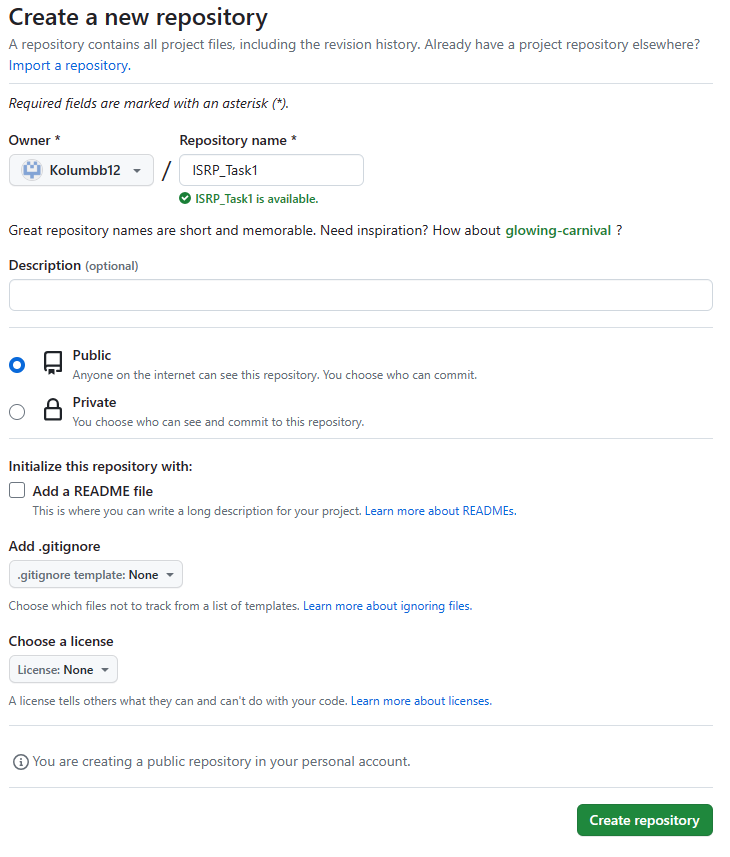 Create a new repository
A repository contains all project files, including the revision history. Already have a project repository elsewhere?
Import a repository.
Required fields are marked with an asterisk (*).
Owner * Repository name *
Kolumbb12 / ISRP_Task1
ISRP_Task1 is available.
Great repository names are short and memorable. Need inspiration? How about glowing-carnival ?
Description (optional)
Public
Anyone on the internet can see this repository. You choose who can commit.
Private
You choose who can see and commit to this repository.
Initialize this repository with:
Add a README file
This is where you can write a long description for your project. Learn more about READMEs.
Add .gitignore
.gitignore template: None
Choose which files not to track from a list of templates. Learn more about ignoring files.
Choose a license
License: None
A license tells others what they can and can't do with your code. Learn more about licenses.
You are creating a public repository in your personal account.
Create repository